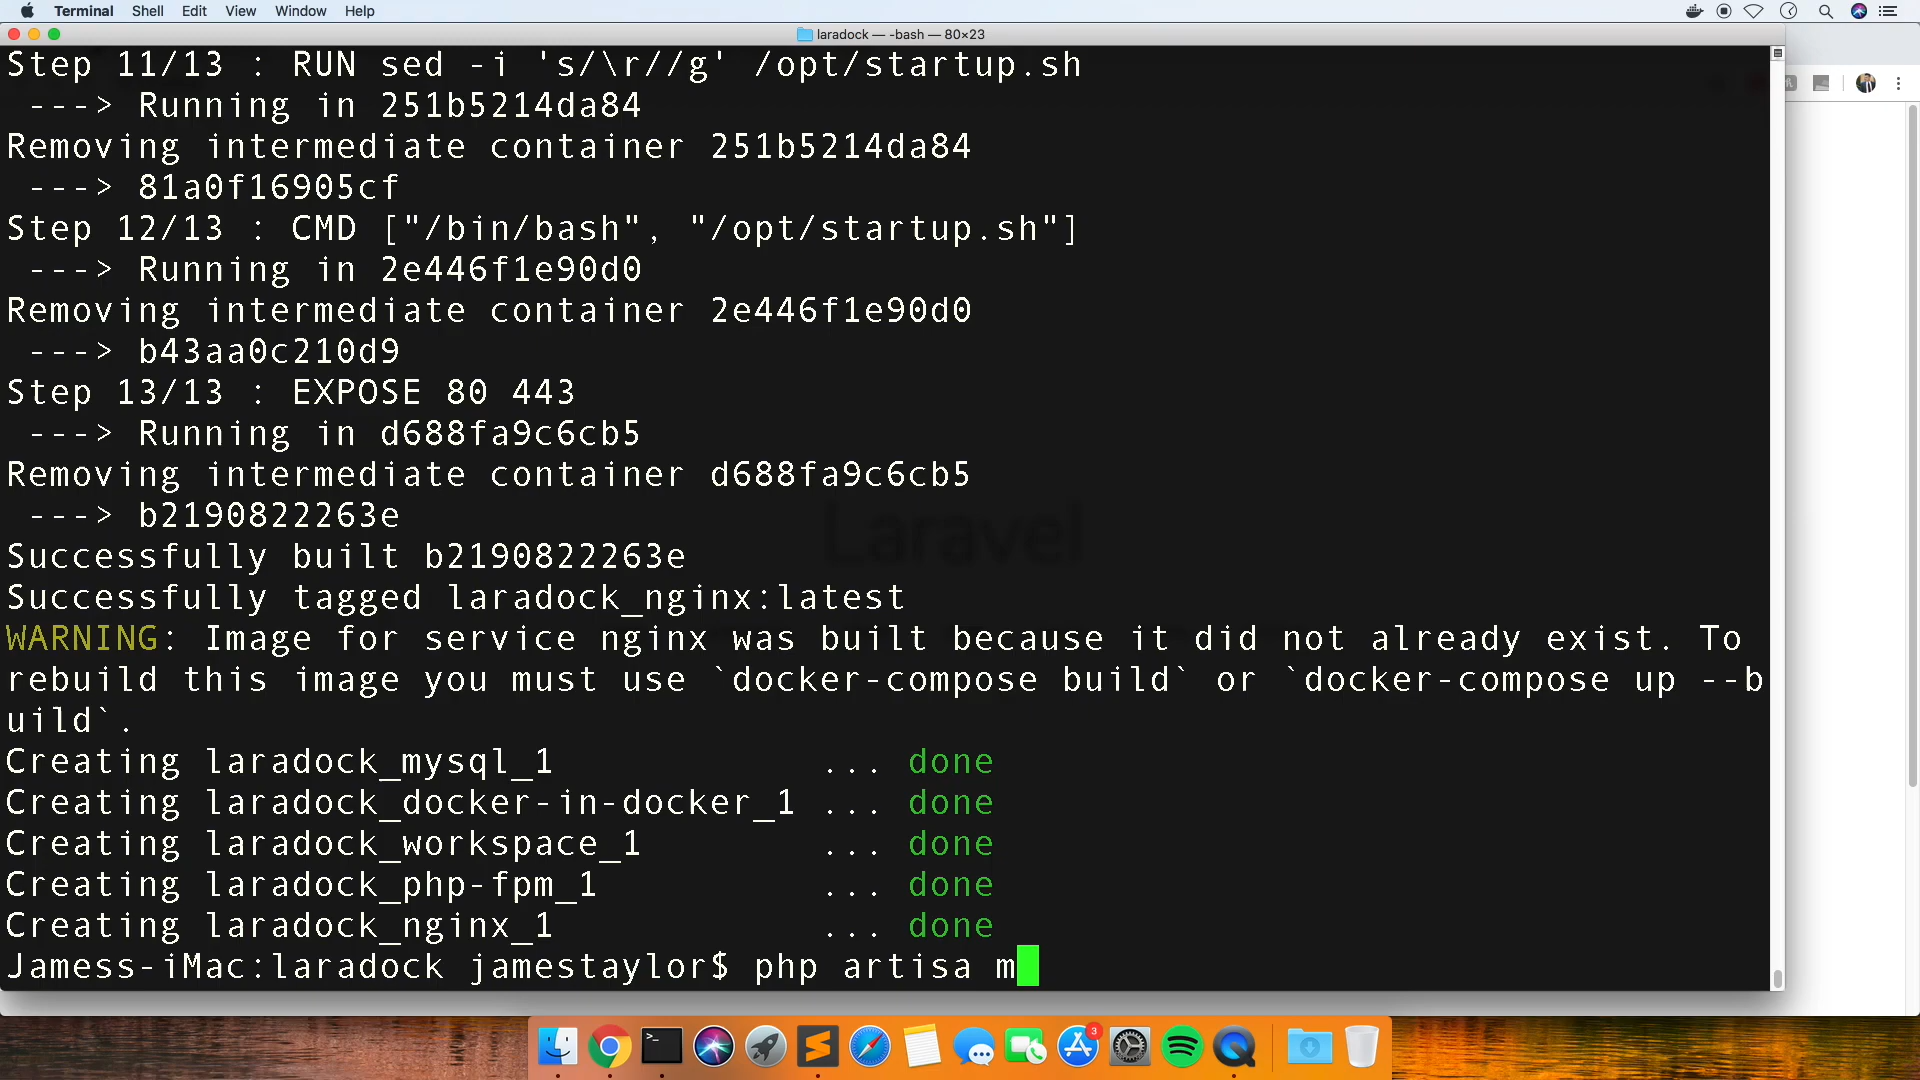 Terminal Shell Edit View Window Help
laradock — -bash — 80×23
Step 11/13 : RUN sed -i 's/\r//g' /opt/startup.sh
---> Running in 251b5214da84
Removing intermediate container 251b5214da84
---> 81a0f16905cf
Step 12/13 : CMD ["/bin/bash", "/opt/startup.sh"]
---> Running in 2e446f1e90d0
Removing intermediate container 2e446f1e90d0
---> b43aa0c210d9
Step 13/13 : EXPOSE 80 443
---> Running in d688fa9c6cb5
Removing intermediate container d688fa9c6cb5
---> b2190822263e
Laravel
Successfully built b2190822263e
Successfully tagged laradock_nginx:latest
WARNING: Image for service nginx was built because it did not already exist. To
rebuild this image you must use `docker-compose build` or `docker-compose up --b
uild`.
Creating laradock_mysql_1 ... done
Creating laradock_docker-in-docker_1 ... done
Creating laradock_workspace_1 ... done
Creating laradock_php-fpm_1 ... done
Creating laradock_nginx_1 ... done
Jamess-iMac:laradock jamestaylor$ php artisa m
3